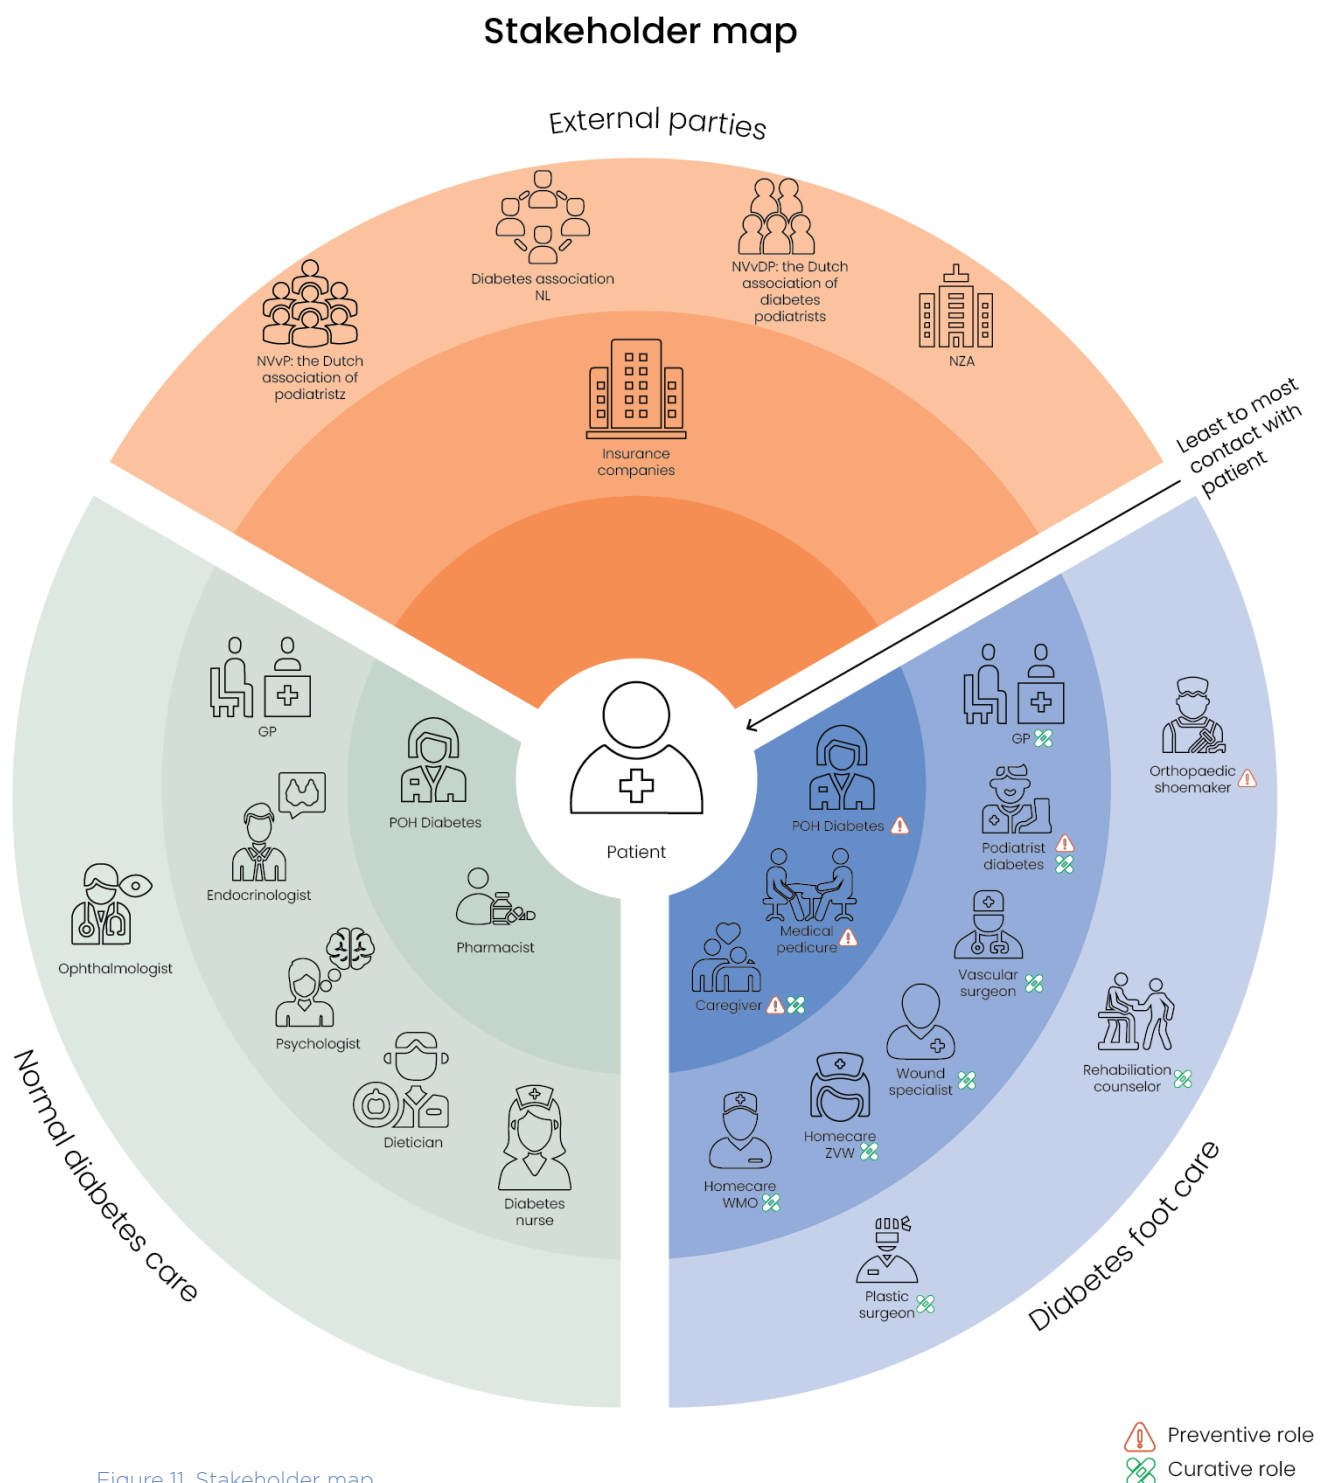 Stakeholder map
External parties
Diabetes association
NL
NVvDP: the Dutch
association of
diabetes
podiatrists
NVvP: the Dutch
association of
podiatristz
NZA
Insurance
companies
Least to most
contact with
patient
GP
POH Diabetes
Endocrinologist
Pharmacist
Ophthalmologist
Psychologist
Dietician
Diabetes
nurse
Normal diabetes care
Patient
GP
Orthopaedic
shoemaker
POH Diabetes
Podiatrist
diabetes
Medical
pedicure
Caregiver
Vascular
surgeon
Wound
specialist
Rehabiliation
counselor
Homecare
ZVW
Homecare
WMO
Plastic
surgeon
Diabetes foot care
Preventive role
Curative role
Figure 11. Stakeholder map